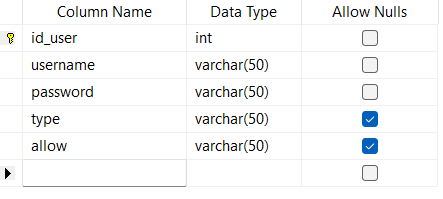 Column Name Data Type Allow Nulls
id_user int
username varchar(50)
password varchar(50)
type varchar(50)
allow varchar(50)